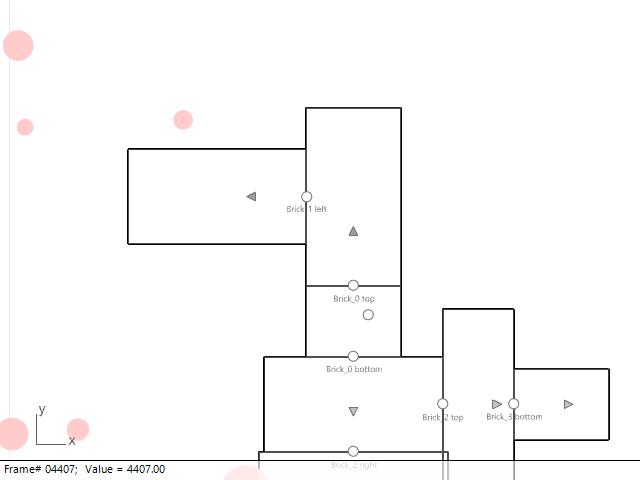 Brick_1 left
Brick_0 top
Brick_0 bottom
Brick_2 top
Brick_3 bottom
y
x
Brick_2 right
Frame# 04407; Value = 4407.00